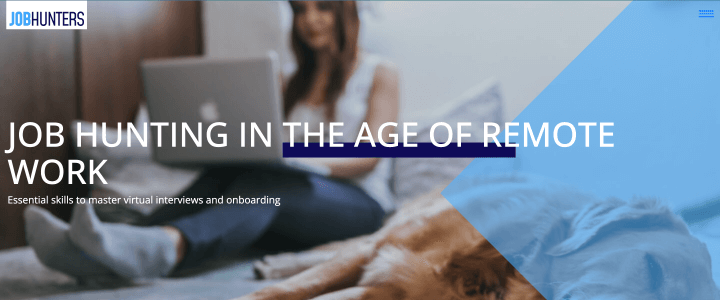 JOBHUNTERS
JOB HUNTING IN THE AGE OF REMOTE
WORK
Essential skills to master virtual interviews and onboarding